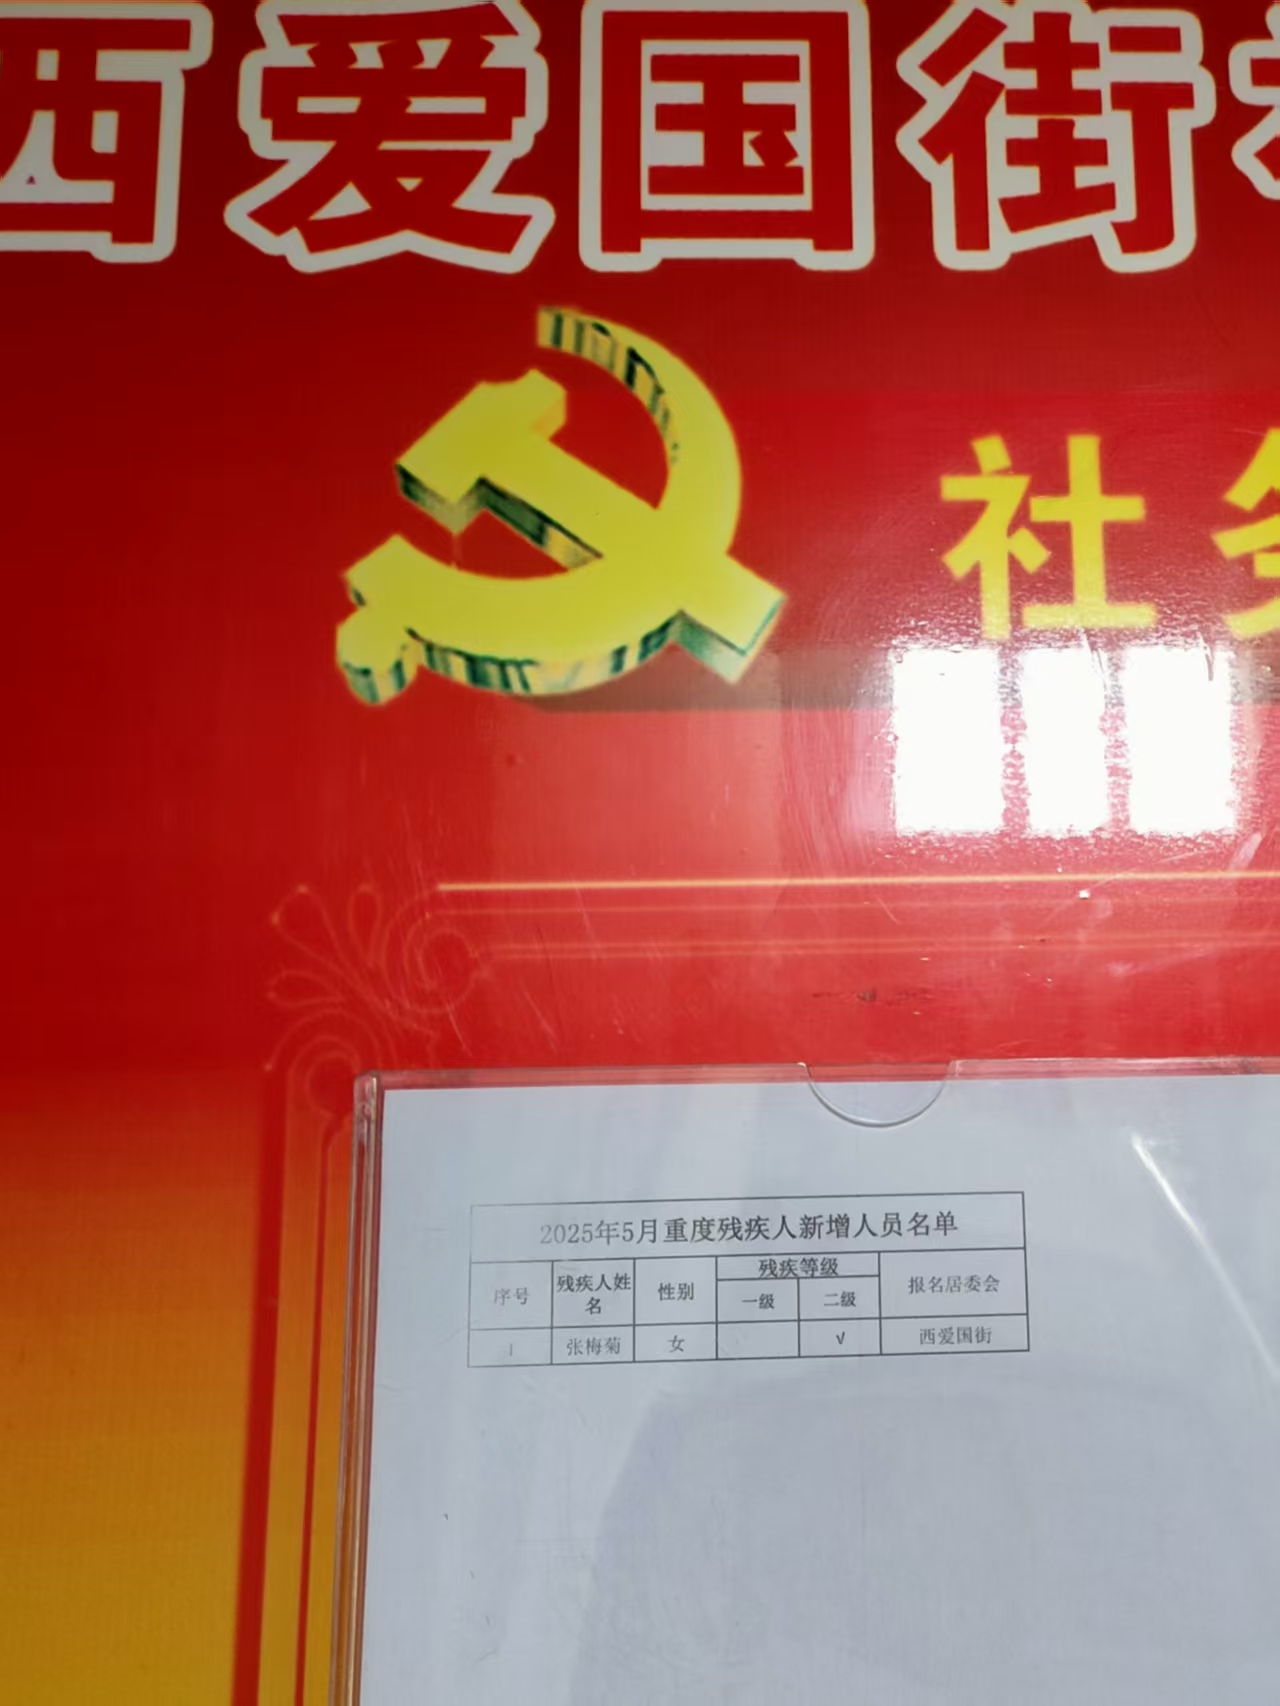 西爱国街
社务
2025年5月重度残疾人新增人员名单
序号 残疾人姓名 性别 残疾等级 报名居委会
一级 二级
1 张梅菊 女 √ 西爱国街